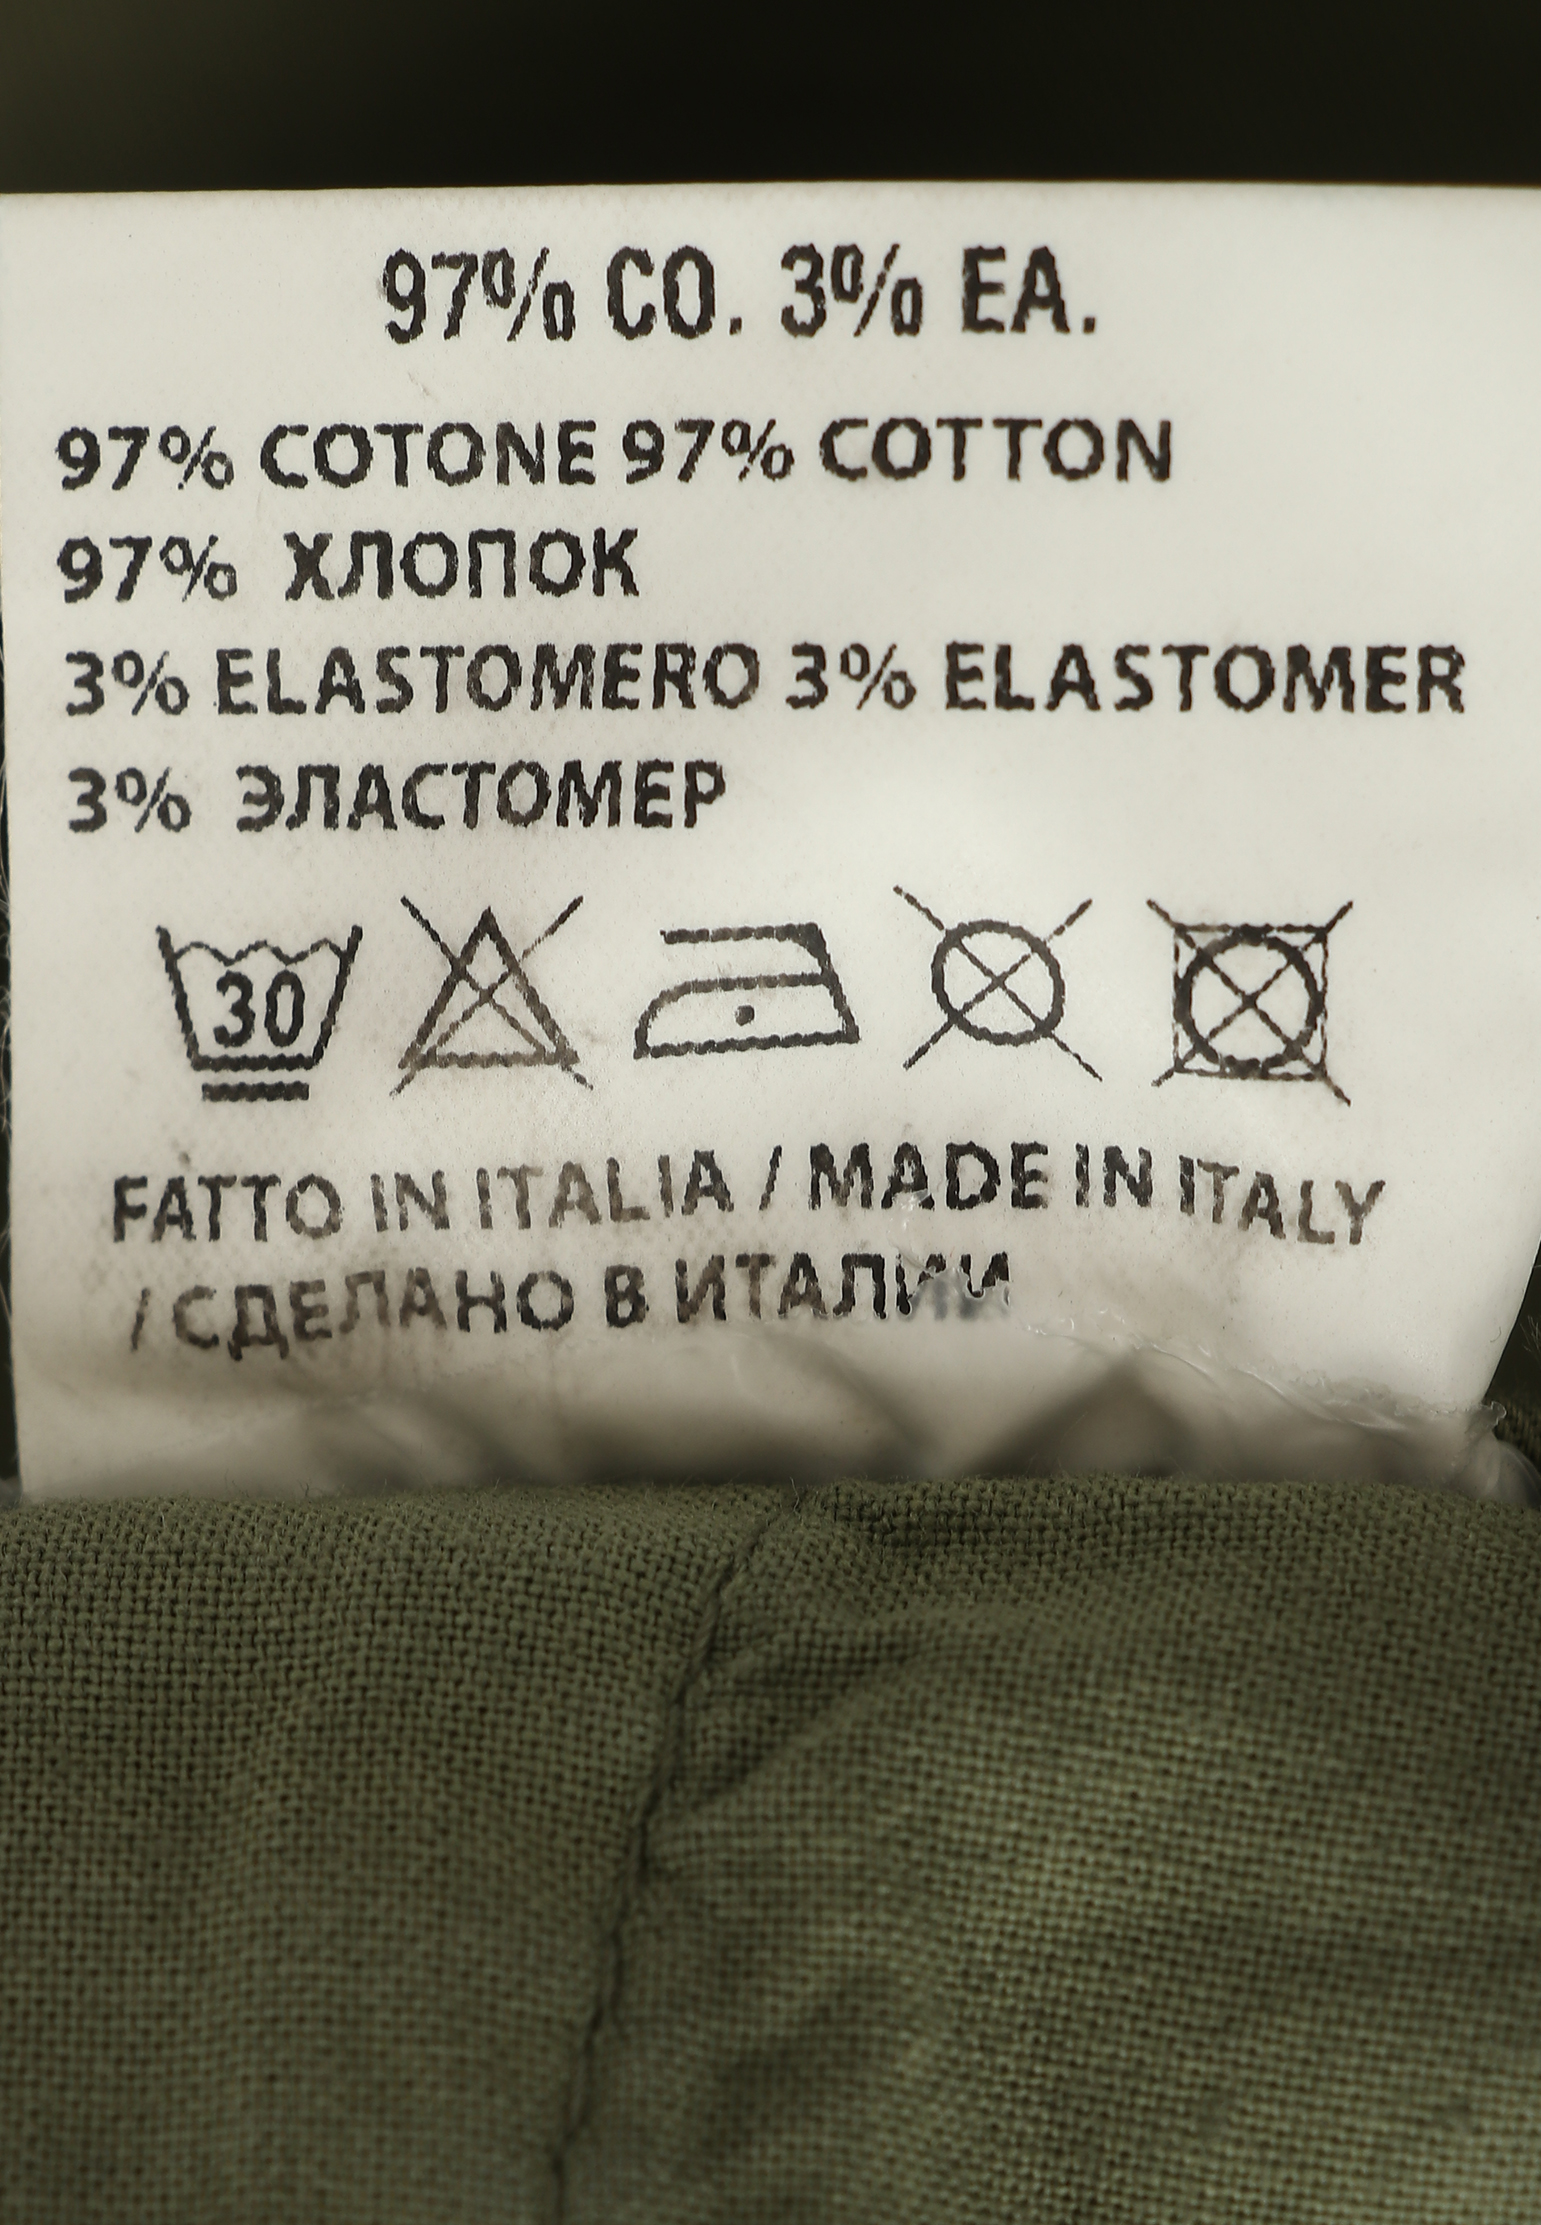 97% CO. 3% EA.
97% COTONE 97% COTTON
97% ХЛОПОК
3% ELASTOMERO 3% ELASTOMER
3% ЭЛАСТОМЕР
30
FATTO IN ITALIA / MADE IN ITALY
/ СДЕЛАНО В ИТАЛИИ